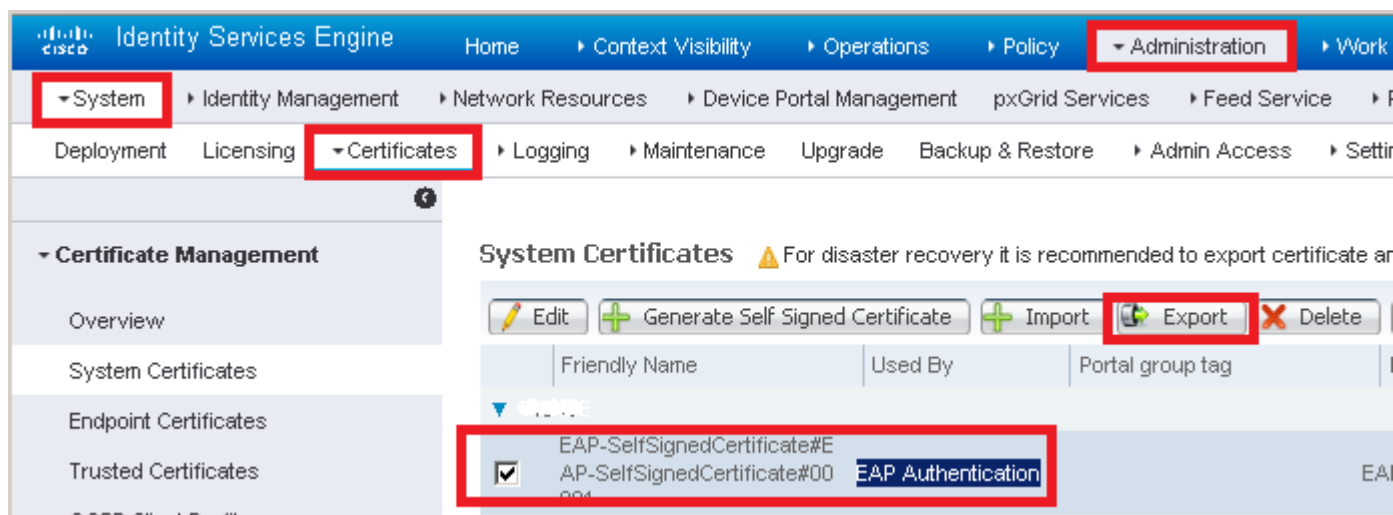 cisco Identity Services Engine Home Context Visibility Operations Policy Administration Work
System Identity Management Network Resources Device Portal Management pxGrid Services Feed Service
Deployment Licensing Certificates Logging Maintenance Upgrade Backup & Restore Admin Access Settin
Certificate Management
System Certificates For disaster recovery it is recommended to export certificate an
Overview
Edit Generate Self Signed Certificate Import Export Delete
System Certificates
Friendly Name Used By Portal group tag
Endpoint Certificates
Trusted Certificates
EAP-SelfSignedCertificate#E
AP-SelfSignedCertificate#00 EAP Authentication EAP